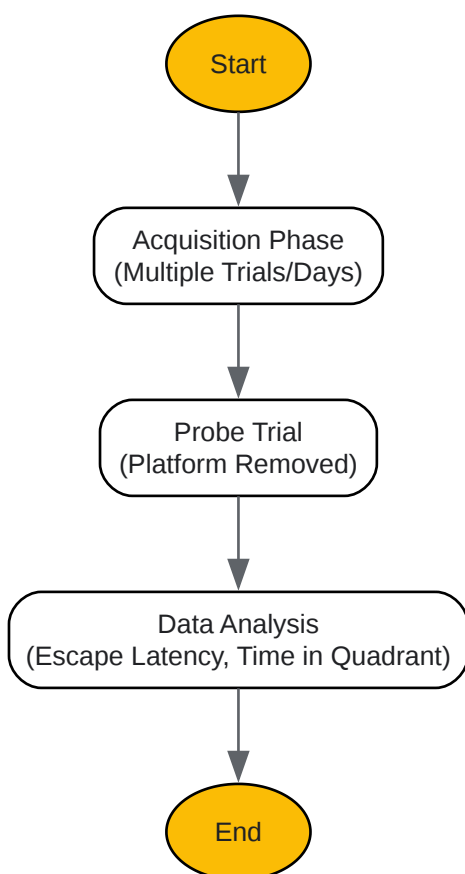 Start
Acquisition Phase
(Multiple Trials/Days)
Probe Trial
(Platform Removed)
Data Analysis
(Escape Latency, Time in Quadrant)
End